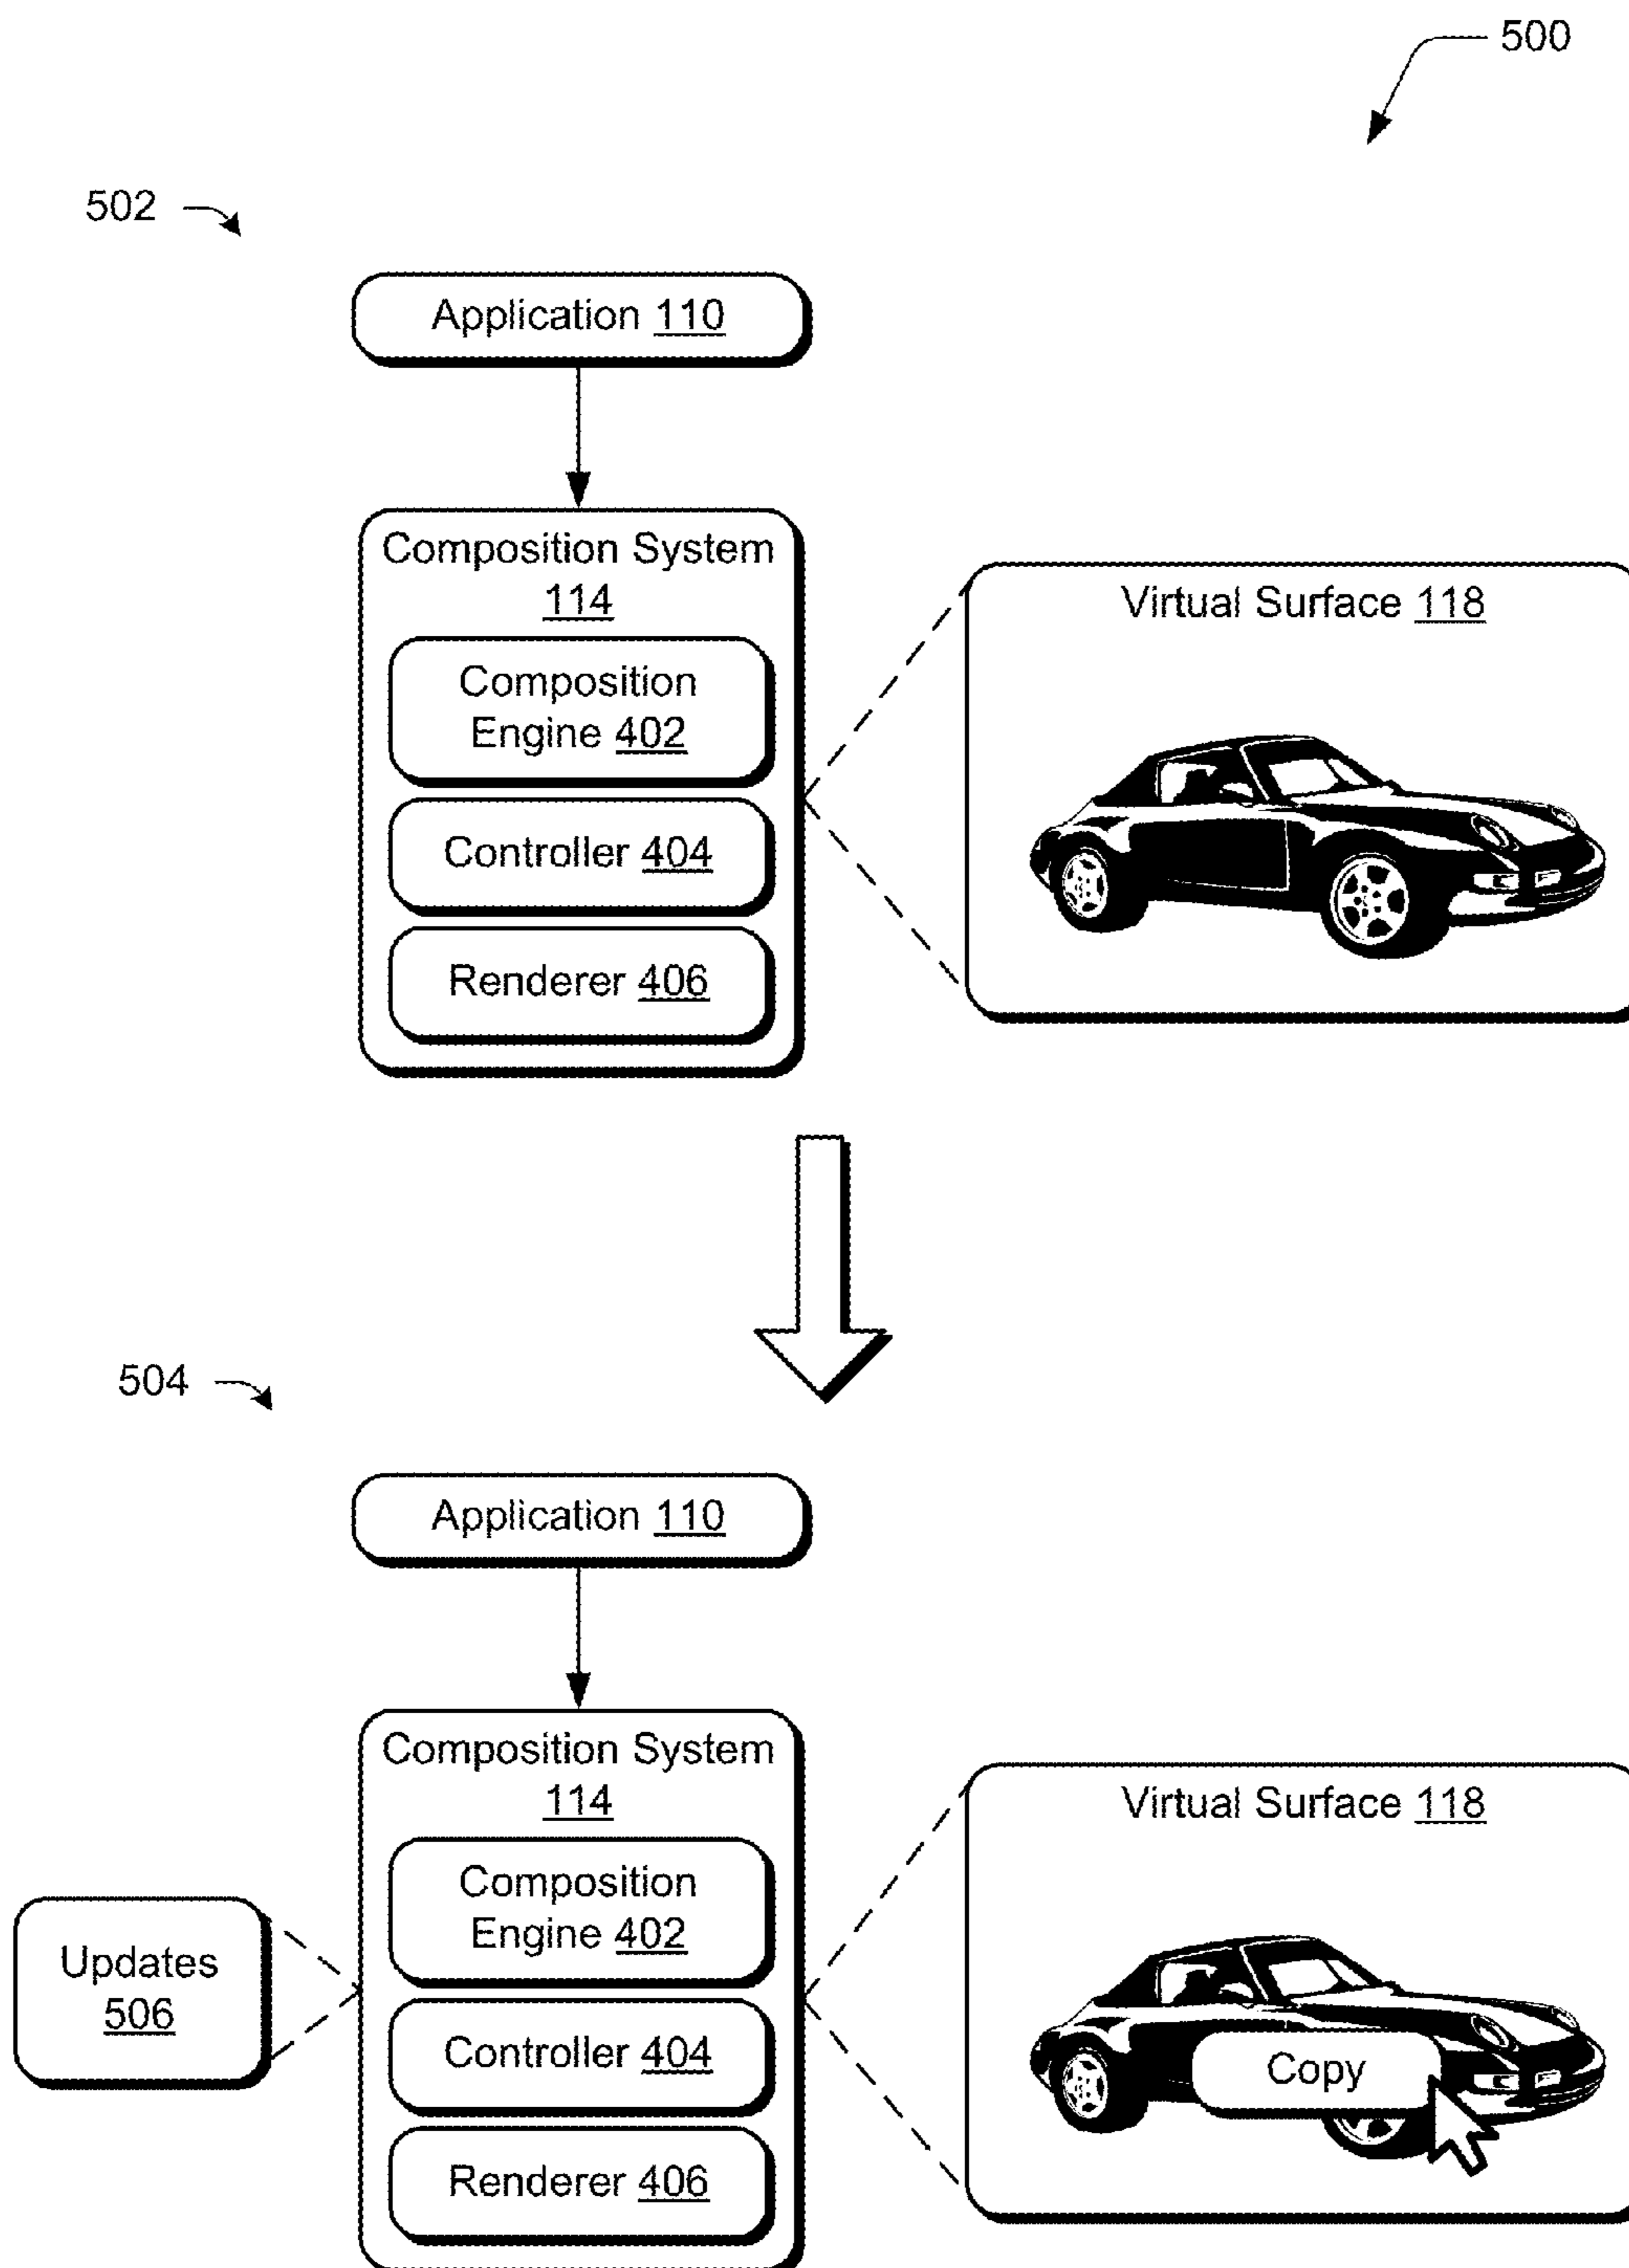 500
502
Application 110
Composition System
114
Virtual Surface 118
Composition
Engine 402
Controller 404
Renderer 406
504
Application 110
Composition System
114
Virtual Surface 118
Composition
Engine 402
Updates
506
Controller 404
Copy
Renderer 406